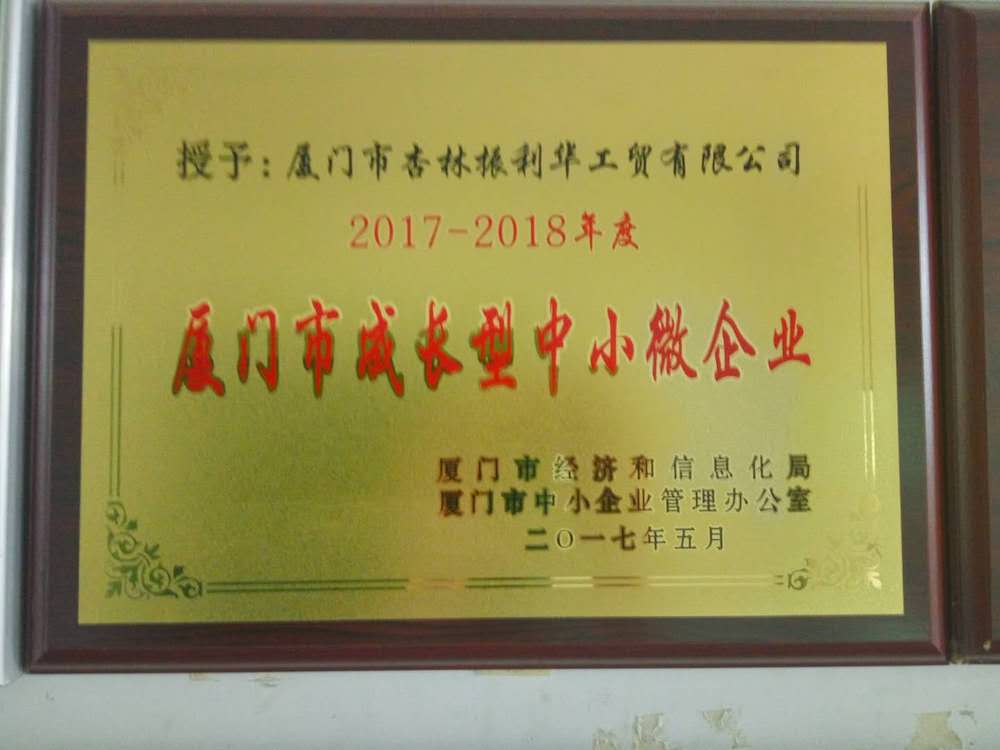 授予：厦门市杏林振利华工贸有限公司
2017-2018年度
厦门市成长型中小微企业
厦门市经济和信息化局
厦门市中小企业管理办公室
二〇一七年五月